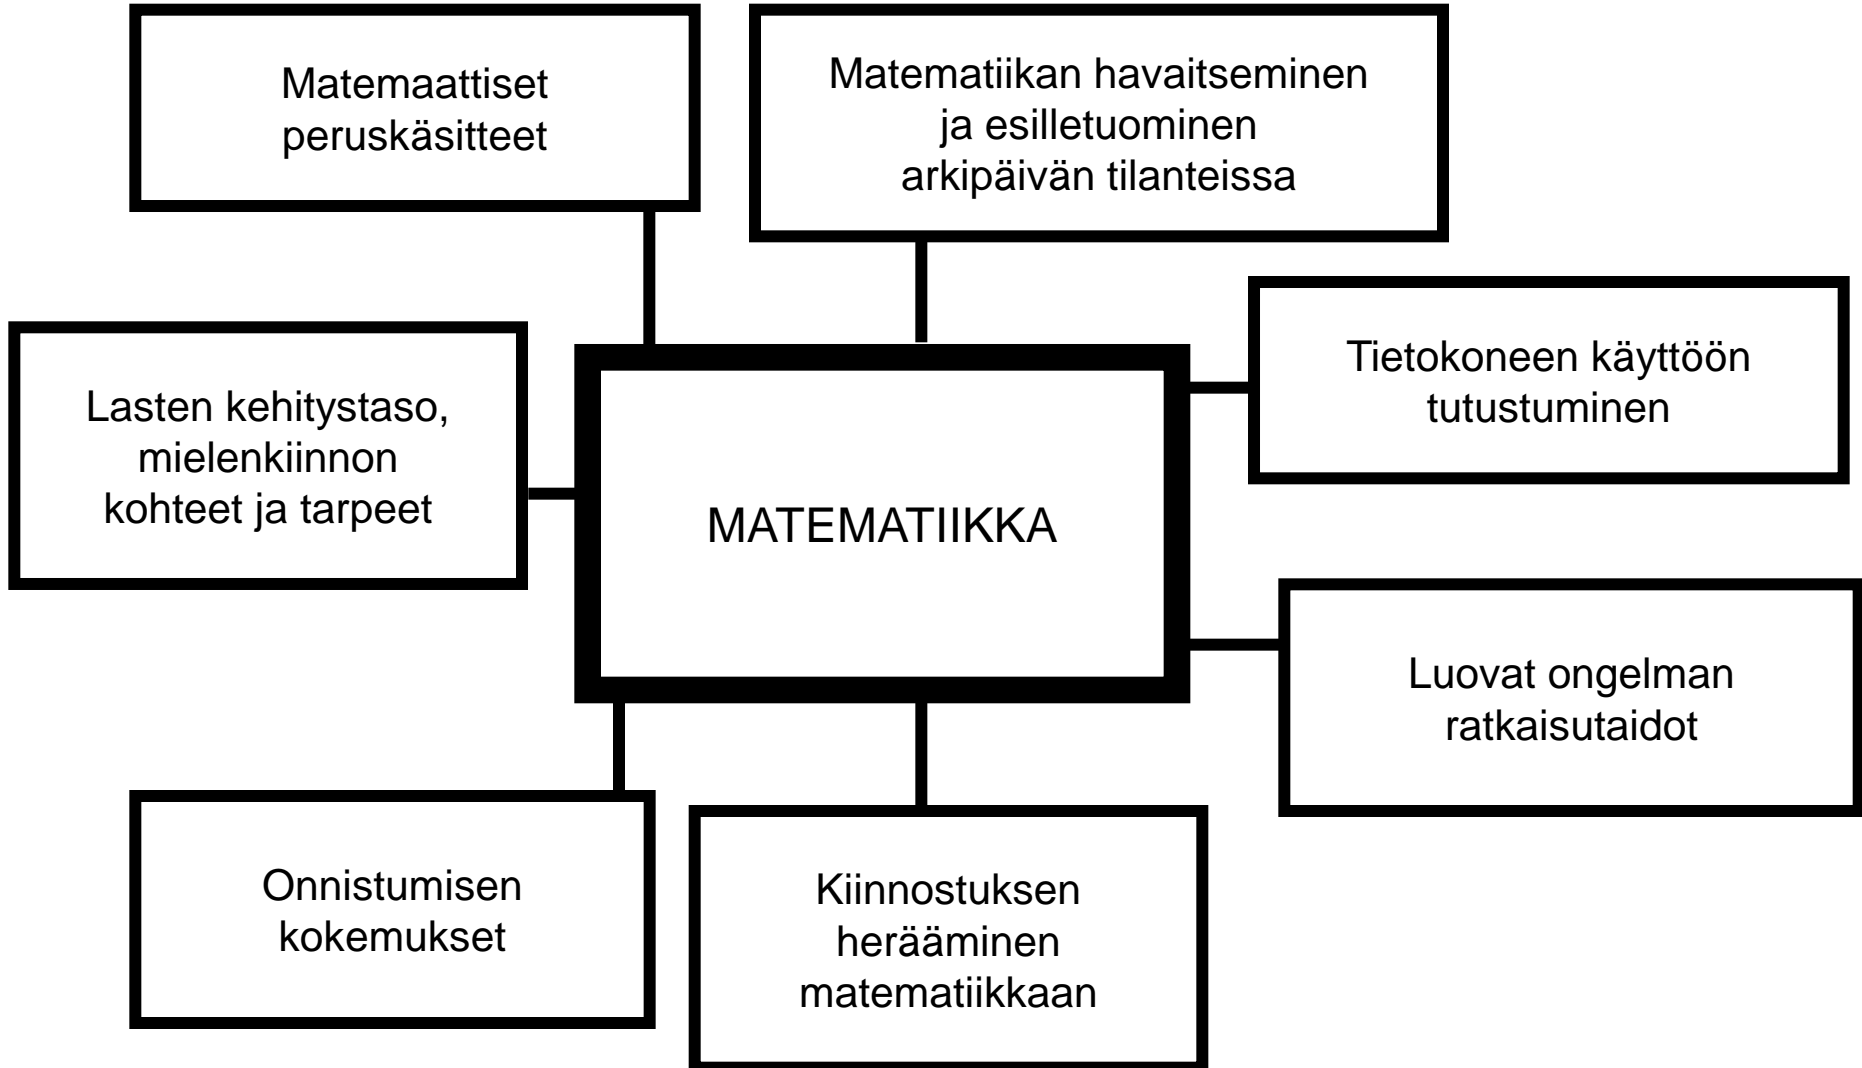 Matemaattiset
peruskäsitteet
Matematiikan havaitseminen
ja esilletuominen
arkipäivän tilanteissa
Lasten kehitystaso,
mielenkiinnon
kohteet ja tarpeet
MATEMATIIKKA
Tietokoneen käyttöön
tutustuminen
Luovat ongelman
ratkaisutaidot
Onnistumisen
kokemukset
Kiinnostuksen
herääminen
matematiikkaan